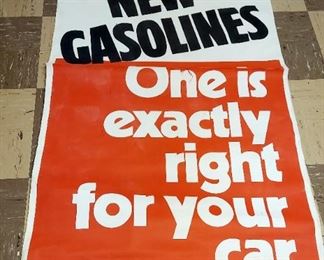 NEW
GASOLINES
One is
exactly
right
for your
car